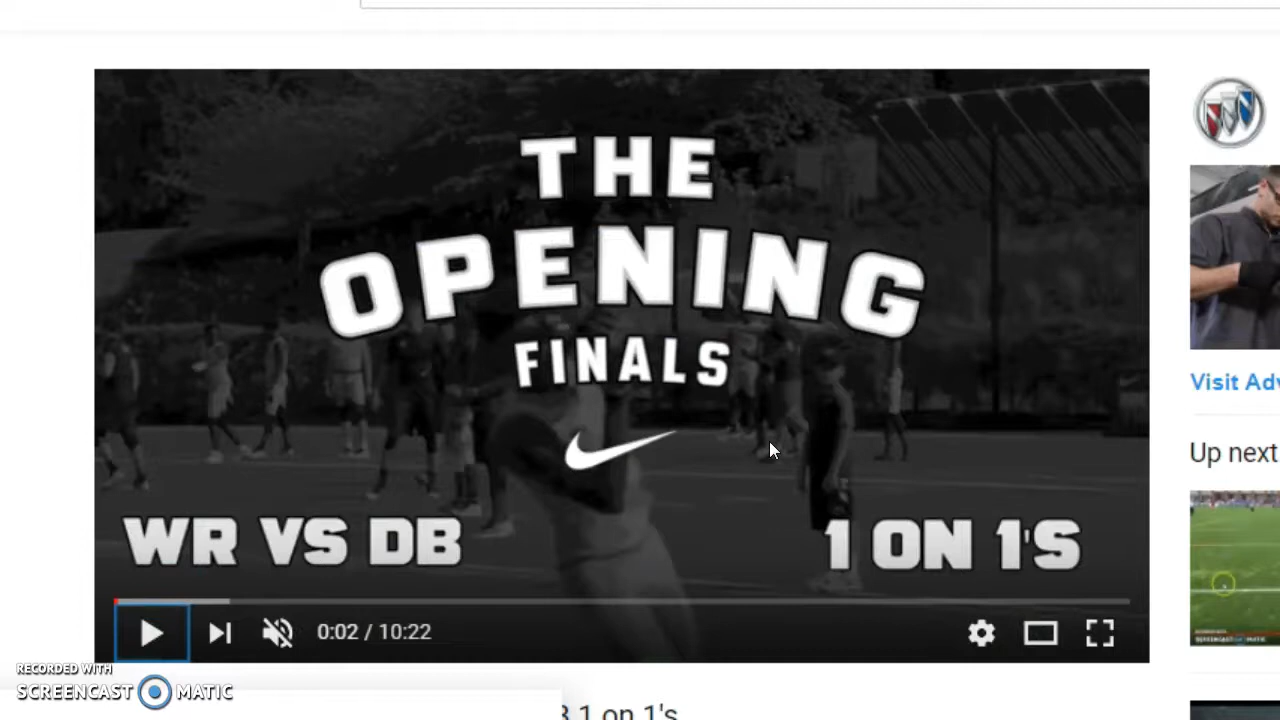 THE
OPENING
FINALS
WR VS DB
1 ON 1'S
0:02 / 10:22
Visit Adv
Up next
RECORDED WITH
SCREENCAST MATIC
1 on 1's